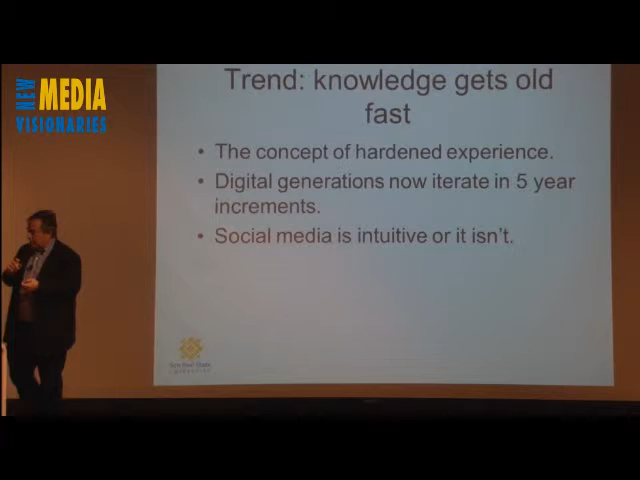 NEW MEDIA
VISIONARIES
Trend: knowledge gets old
fast
• The concept of hardened experience.
• Digital generations now iterate in 5 year
increments.
• Social media is intuitive or it isn't.